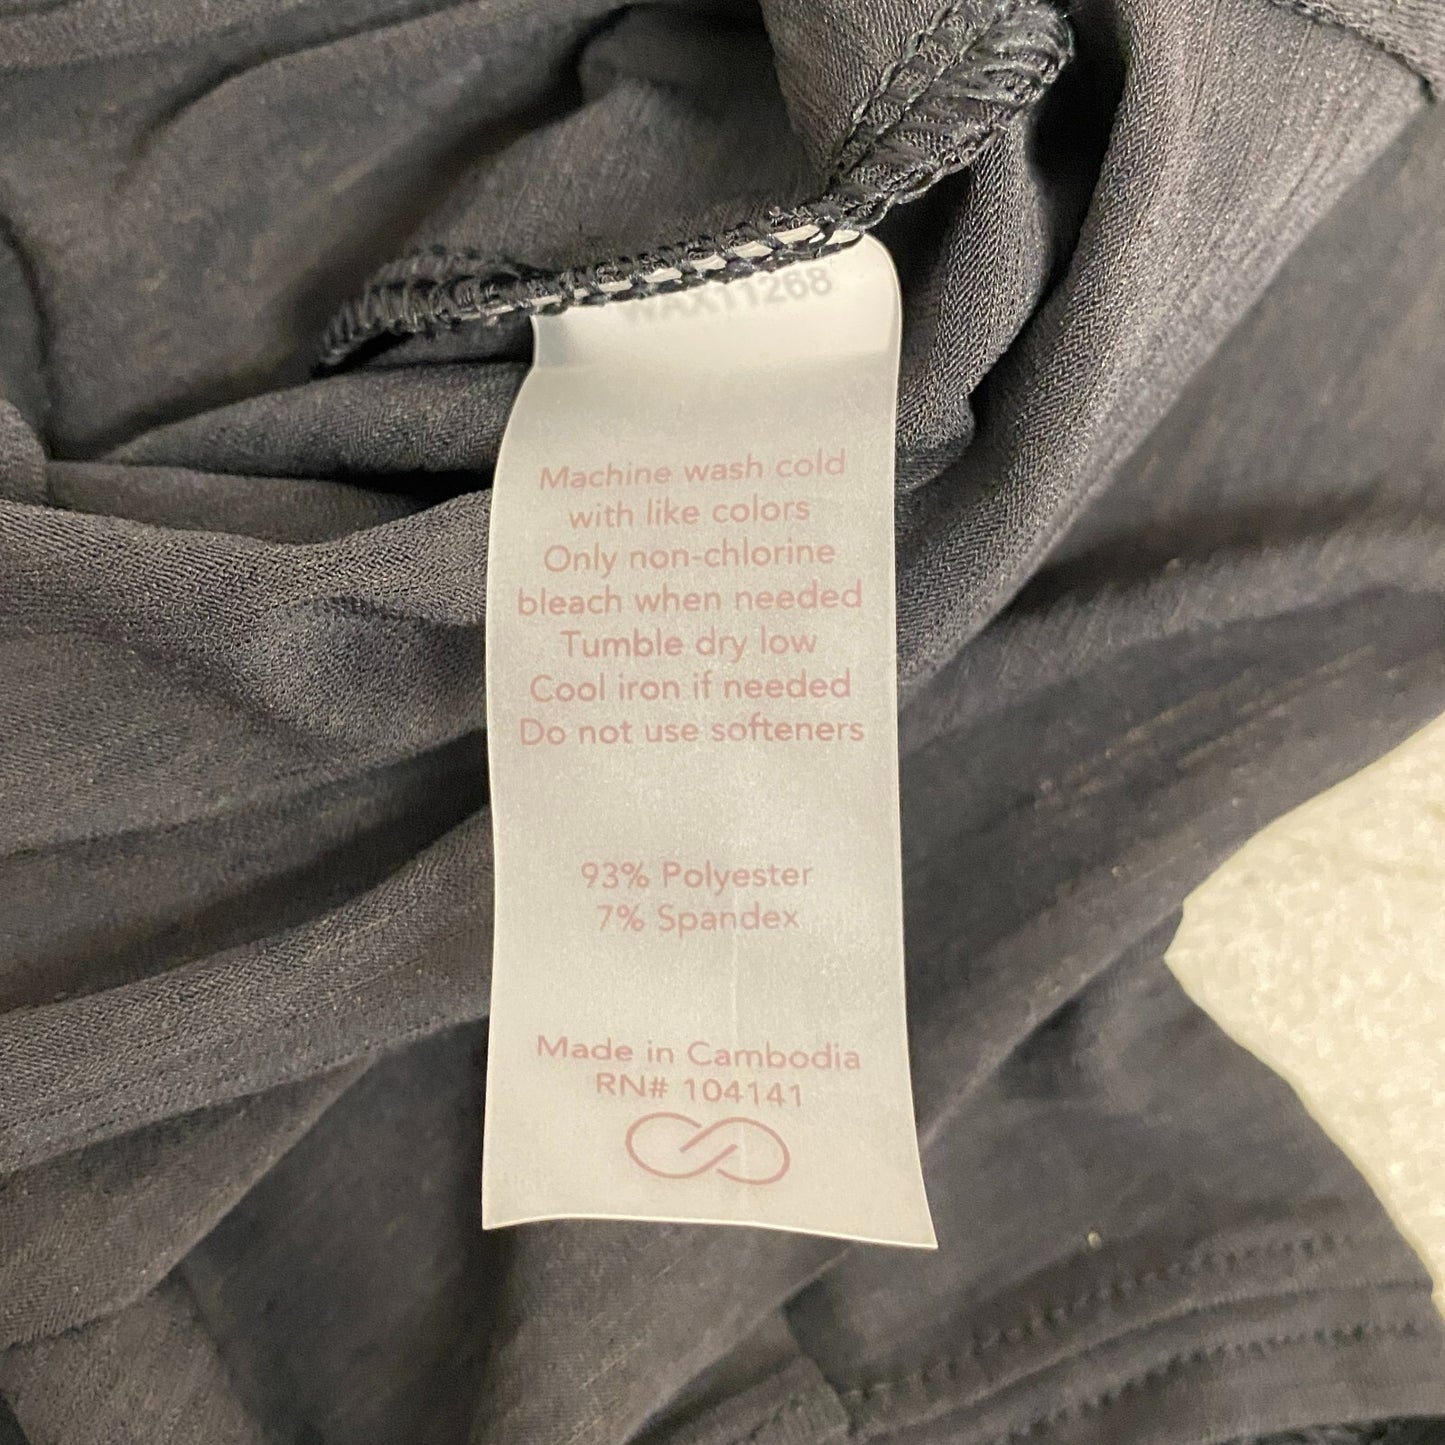 WAX11268
Machine wash cold
with like colors
Only non-chlorine
bleach when needed
Tumble dry low
Cool iron if needed
Do not use softeners
93% Polyester
7% Spandex
Made in Cambodia
RN# 104141